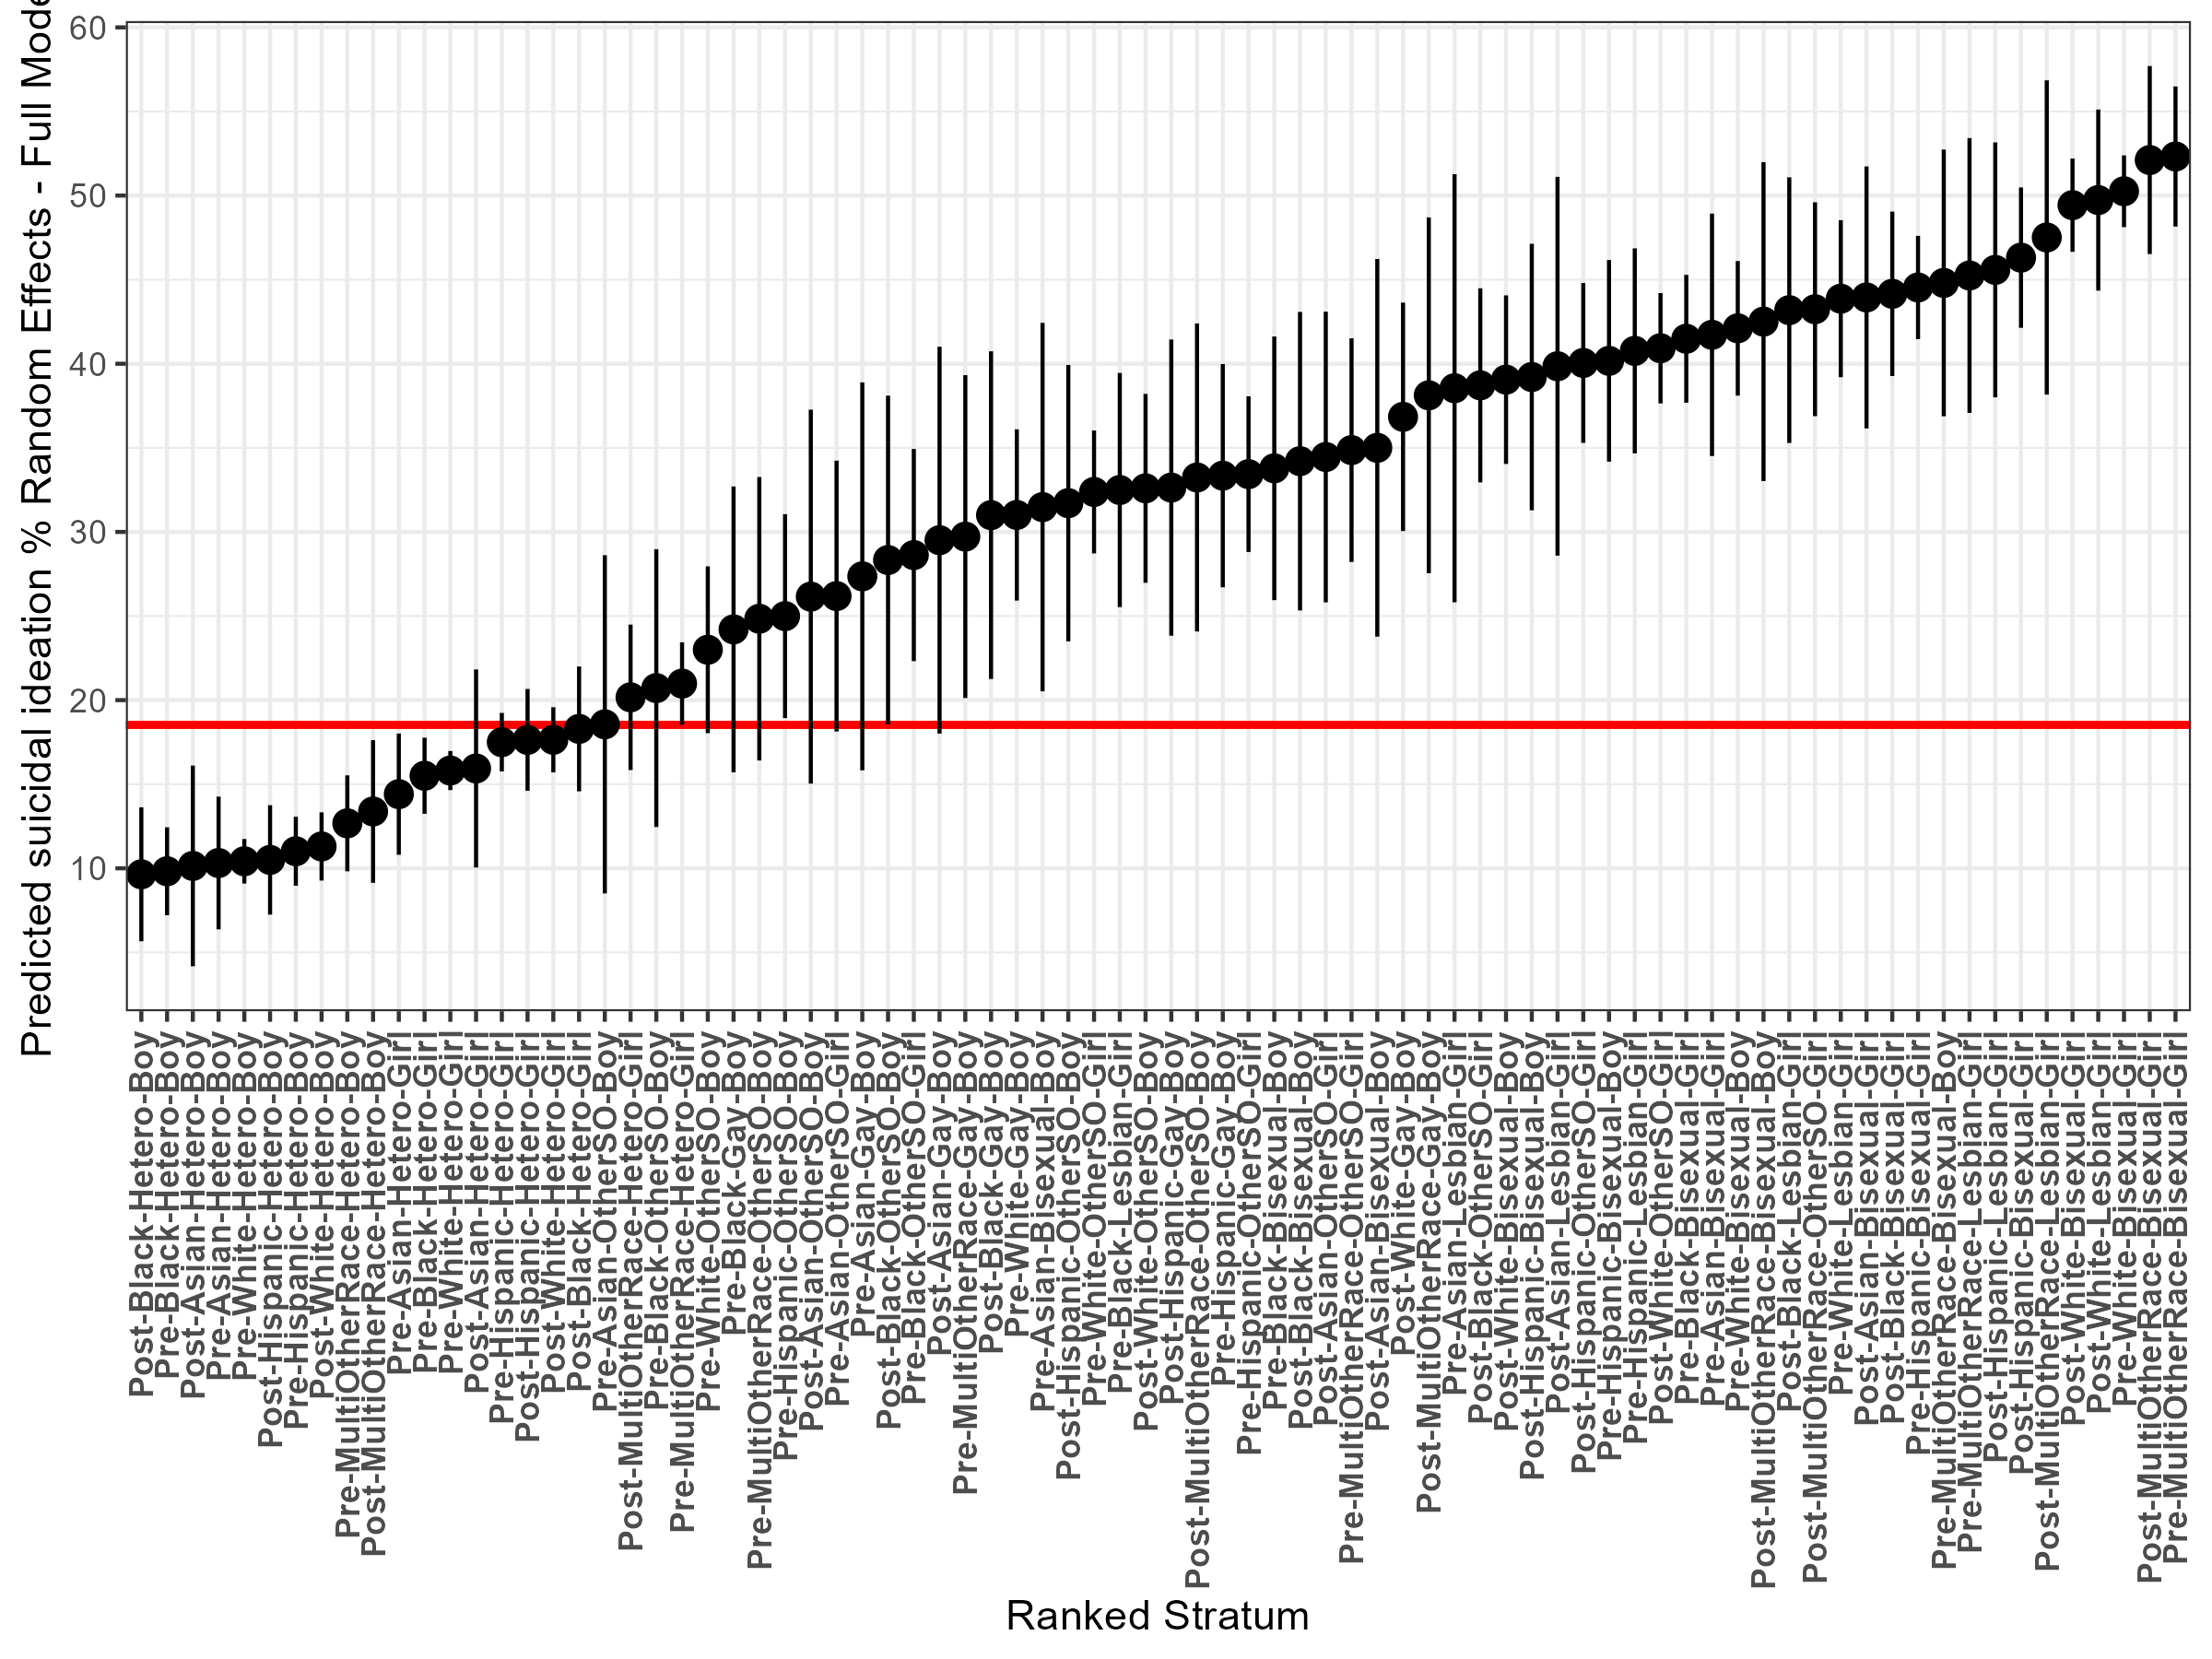 Predicted suicidal ideation % Random Effects - Full Mode
60
50
40
30
20
10
Post-Black-Hetero-Boy
Pre-Black-Hetero-Boy
Post-Asian-Hetero-Boy
Pre-Asian-Hetero-Boy
Pre-White-Hetero-Boy
Post-Hispanic-Hetero-Boy
Pre-Hispanic-Hetero-Boy
Post-White-Hetero-Boy
Pre-MultiOtherRace-Hetero-Boy
Post-MultiOtherRace-Hetero-Boy
Pre-Asian-Hetero-Girl
Pre-Black-Hetero-Girl
Pre-White-Hetero-Girl
Post-Asian-Hetero-Girl
Pre-Hispanic-Hetero-Girl
Post-Hispanic-Hetero-Girl
Post-White-Hetero-Girl
Post-Black-Hetero-Girl
Pre-Asian-OtherSO-Boy
Post-MultiOtherRace-Hetero-Girl
Pre-Black-OtherSO-Boy
Pre-MultiOtherRace-Hetero-Girl
Pre-White-OtherSO-Boy
Pre-Black-Gay-Boy
Pre-MultiOtherRace-OtherSO-Boy
Pre-Hispanic-OtherSO-Boy
Post-Asian-OtherSO-Boy
Pre-Asian-OtherSO-Girl
Pre-Asian-Gay-Boy
Post-Black-OtherSO-Boy
Pre-Black-OtherSO-Girl
Post-Asian-Gay-Boy
Pre-MultiOtherRace-Gay-Boy
Post-Black-Gay-Boy
Pre-White-Gay-Boy
Pre-Asian-Bisexual-Boy
Post-Hispanic-OtherSO-Boy
Pre-White-OtherSO-Girl
Pre-Black-Lesbian-Girl
Post-White-OtherSO-Boy
Post-Hispanic-Gay-Boy
Post-MultiOtherRace-OtherSO-Boy
Pre-Hispanic-Gay-Boy
Pre-Hispanic-OtherSO-Girl
Pre-Black-Bisexual-Boy
Post-Black-Bisexual-Boy
Post-Asian-OtherSO-Girl
Pre-MultiOtherRace-OtherSO-Girl
Post-Asian-Bisexual-Boy
Post-White-Gay-Boy
Post-MultiOtherRace-Gay-Boy
Pre-Asian-Lesbian-Girl
Post-Black-OtherSO-Girl
Post-White-Bisexual-Boy
Post-Hispanic-Bisexual-Boy
Post-Asian-Lesbian-Girl
Post-Hispanic-OtherSO-Girl
Pre-Hispanic-Bisexual-Boy
Pre-Hispanic-Lesbian-Girl
Post-White-OtherSO-Girl
Pre-Black-Bisexual-Girl
Pre-Asian-Bisexual-Girl
Pre-White-Bisexual-Boy
Post-MultiOtherRace-Bisexual-Boy
Post-Black-Lesbian-Girl
Post-MultiOtherRace-OtherSO-Girl
Pre-White-Lesbian-Girl
Post-Asian-Bisexual-Girl
Post-Black-Bisexual-Girl
Pre-Hispanic-Bisexual-Girl
Pre-MultiOtherRace-Bisexual-Boy
Pre-MultiOtherRace-Lesbian-Girl
Post-Hispanic-Lesbian-Girl
Post-Hispanic-Bisexual-Girl
Post-MultiOtherRace-Lesbian-Girl
Post-White-Bisexual-Girl
Post-White-Lesbian-Girl
Pre-White-Bisexual-Girl
Post-MultiOtherRace-Bisexual-Girl
Pre-MultiOtherRace-Bisexual-Girl
Ranked Stratum